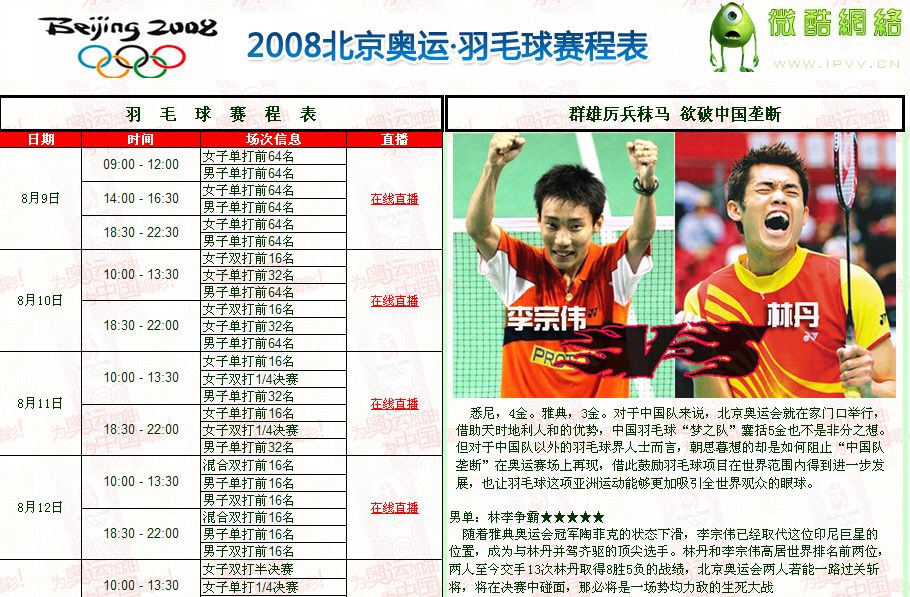 Beijing 2008
2008北京奥运·羽毛球赛程表
微酷網絡
WWW.IPVV.CN
羽 毛 球 赛 程 表
日期 时间 场次信息 直播
8月9日
09:00 - 12:00
女子单打前64名
男子单打前64名
14:00 - 16:30
女子单打前64名
男子单打前64名
18:30 - 22:30
女子单打前64名
男子单打前64名
在线直播
8月10日
10:00 - 13:30
女子双打前16名
女子单打前32名
男子单打前64名
18:30 - 22:00
女子双打前16名
女子单打前32名
男子单打前64名
在线直播
8月11日
10:00 - 13:30
女子单打前16名
女子双打1/4决赛
男子单打前32名
18:30 - 22:00
女子单打前16名
女子双打1/4决赛
男子单打前32名
在线直播
8月12日
10:00 - 13:30
混合双打前16名
男子单打前16名
男子双打前16名
18:30 - 22:00
混合双打前16名
男子单打前16名
男子双打前16名
在线直播
10:00 - 13:30
女子双打半决赛
女子单打1/4决赛
群雄厉兵秣马 欲破中国垄断
李宗伟
VS
林丹
悉尼，4金。雅典，3金。对于中国队来说，北京奥运会就在家门口举行，
借助天时地利人和的优势，中国羽毛球“梦之队”囊括5金也不是非分之想。
但对于中国队以外的羽毛球界人士而言，朝思暮想的却是如何阻止“中国队
垄断”在奥运赛场上再现，借此鼓励羽毛球项目在世界范围内得到进一步发
展，也让羽毛球这项亚洲运动能够更加吸引全世界观众的眼球。
男单：林李争霸★★★★★
随着雅典奥运会冠军陶菲克的状态下滑，李宗伟已经取代这位印尼巨星的
位置，成为与林丹并驾齐驱的顶尖选手。林丹和李宗伟高居世界排名前两位，
两人至今交手13次林丹取得8胜5负的战绩，北京奥运会两人若能一路过关斩
将，将在决赛中碰面，那必将是一场势均力敌的生死大战